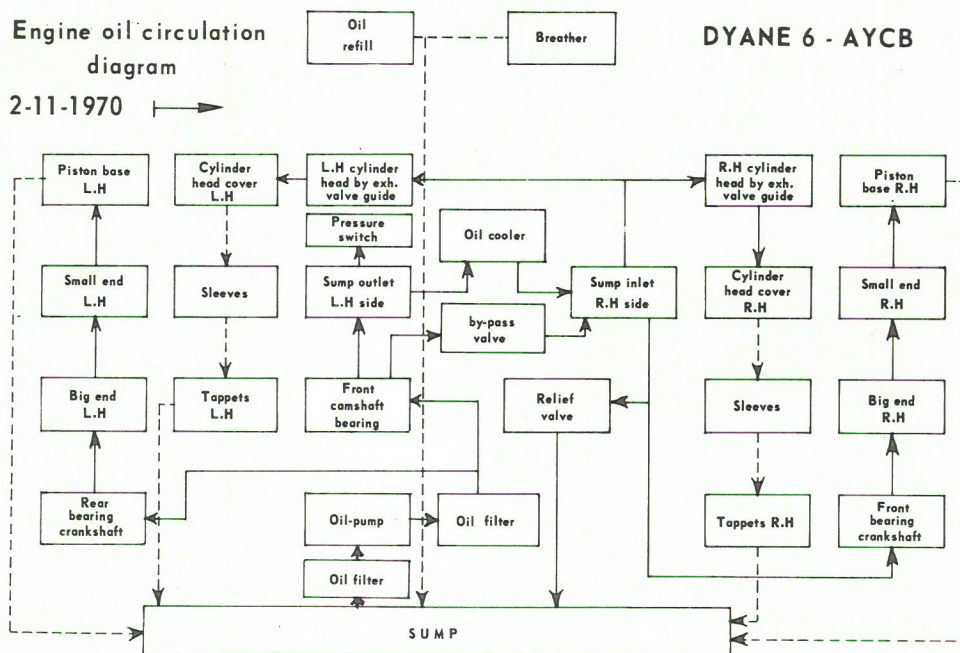 Engine oil circulation
diagram
2-11-1970
Oil
refill
Breather
DYANE 6 - AYCB
Piston base
L.H
Cylinder
head cover
L.H
L.H cylinder
head by exh.
valve guide
R.H cylinder
head by exh.
valve guide
Piston
base R.H
Pressure
switch
Oil cooler
Small end
L.H
Sleeves
Sump outlet
L.H side
Sump inlet
R.H side
Cylinder
head cover
R.H
Small end
R.H
by-pass
valve
Big end
L.H
Tappets
L.H
Front
camshaft
bearing
Relief
valve
Sleeves
Big end
R.H
Rear
bearing
crankshaft
Oil-pump
Oil filter
Tappets R.H
Front
bearing
crankshaft
Oil filter
SUMP